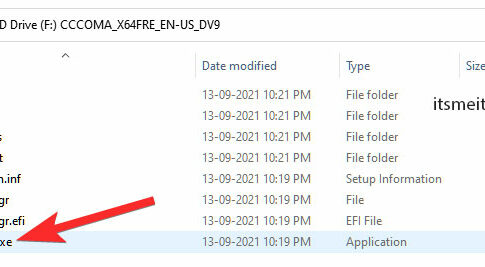 D Drive (F:) CCCOMA_X64FRE_EN-US_DV9
Date modified Type Size
13-09-2021 10:21 PM File folder
13-09-2021 10:21 PM File folder
s 13-09-2021 10:21 PM File folder
t 13-09-2021 10:21 PM File folder
n.inf 13-09-2021 10:19 PM Setup Information
gr 13-09-2021 10:19 PM File
gr.efi 13-09-2021 10:19 PM EFI File
xe 13-09-2021 10:19 PM Application
itsmeit